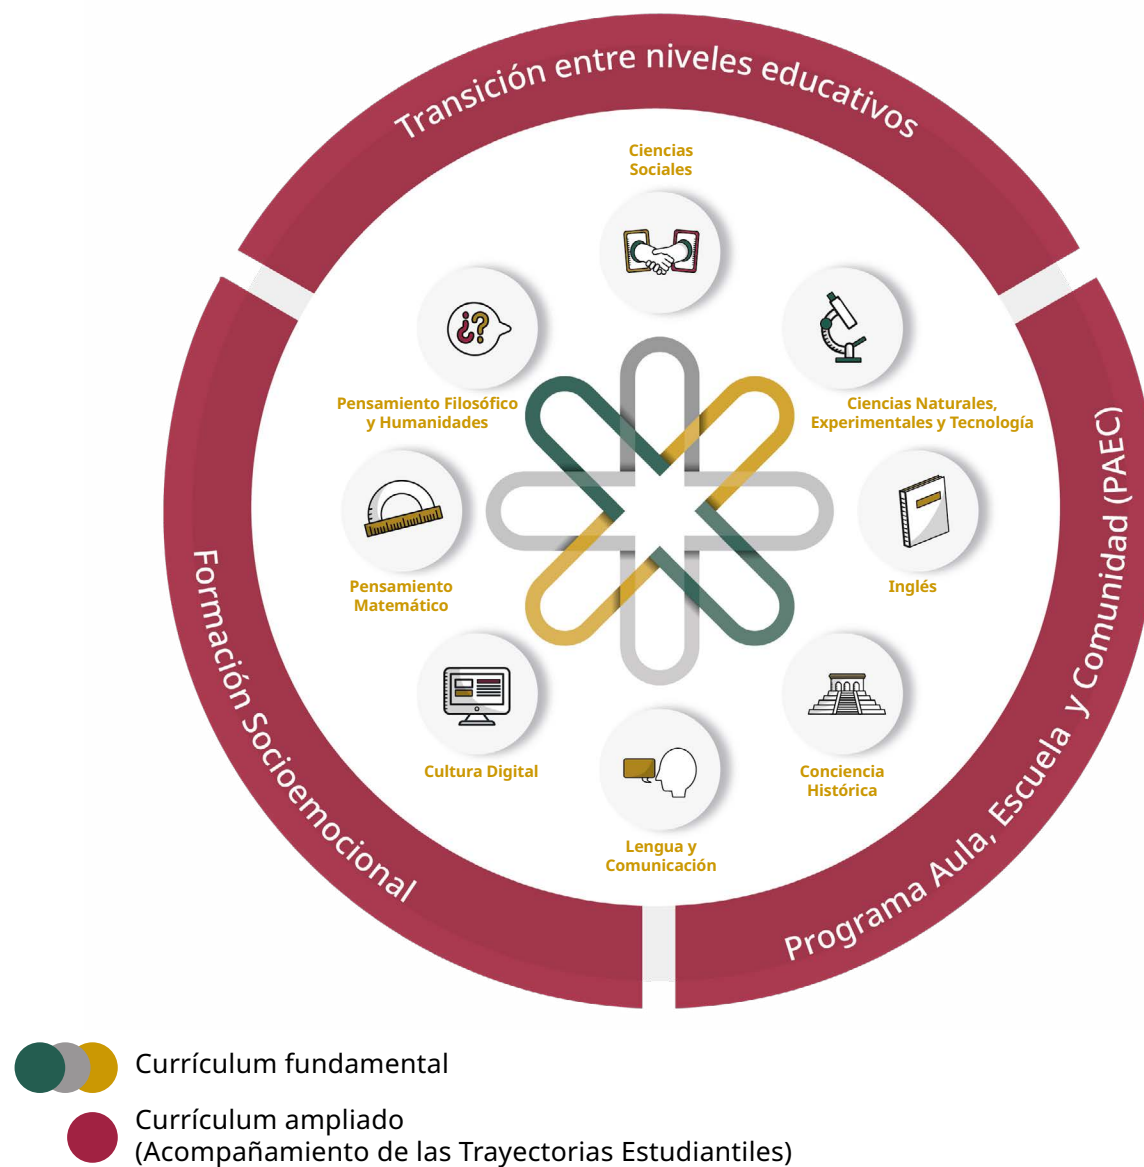 Transición entre niveles educativos
Ciencias
Sociales
¿?
Pensamiento Filosófico
y Humanidades
Ciencias Naturales,
Experimentales y Tecnología
Pensamiento
Matemático
Inglés
Cultura Digital
Conciencia
Histórica
Lengua y
Comunicación
Formación Socioemocional
Programa Aula, Escuela y Comunidad (PAEC)
Currículum fundamental
Currículum ampliado
(Acompañamiento de las Trayectorias Estudiantiles)